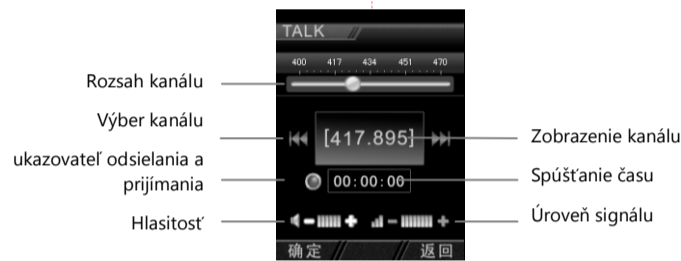 TALK
400 417 434 451 470
Rozsah kanálu
Výber kanálu
[417.895]
Zobrazenie kanálu
ukazovateľ odsielania a
prijímania
00:00:00
Spúšťanie času
Hlasitosť
Úroveň signálu
确定 返回